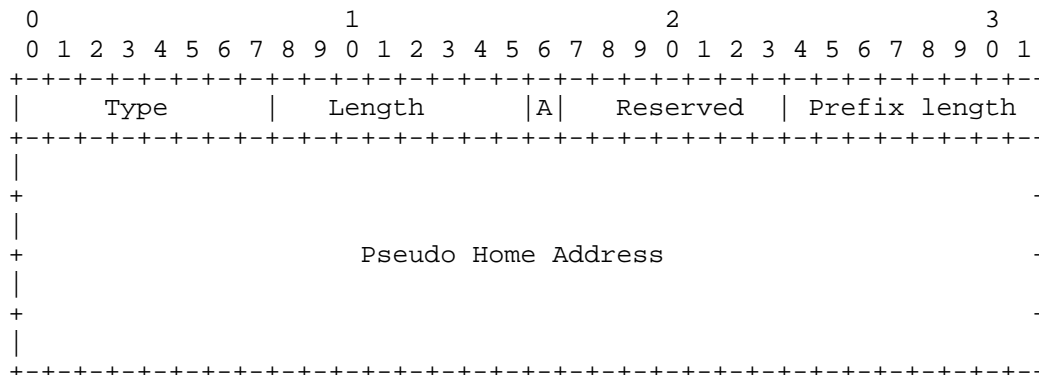 0                   1                   2                   3
 0 1 2 3 4 5 6 7 8 9 0 1 2 3 4 5 6 7 8 9 0 1 2 3 4 5 6 7 8 9 0 1
+-+-+-+-+-+-+-+-+-+-+-+-+-+-+-+-+-+-+-+-+-+-+-+-+-+-+-+-+-+-+-+--
|     Type      |   Length      |A|   Reserved  | Prefix length
+-+-+-+-+-+-+-+-+-+-+-+-+-+-+-+-+-+-+-+-+-+-+-+-+-+-+-+-+-+-+-+--
|
+                                                               -
|
+                     Pseudo Home Address                       -
|
+                                                               -
|
+-+-+-+-+-+-+-+-+-+-+-+-+-+-+-+-+-+-+-+-+-+-+-+-+-+-+-+-+-+-+-+--